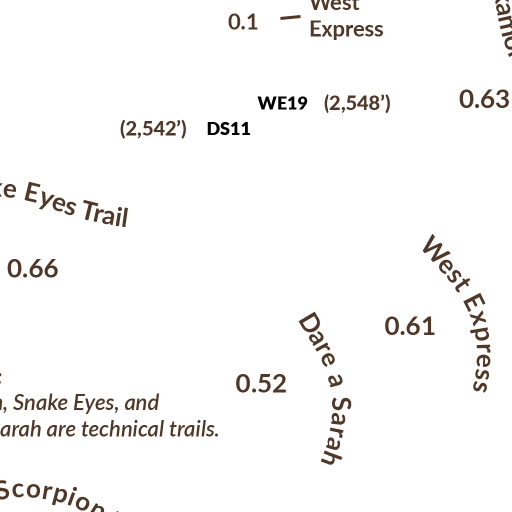 West
0.1 — Express
WE19 (2,548’)
0.63
(2,542’) DS11
Eyes Trail
0.66
West Express
0.61
Dare a Sarah
0.52
Snake Eyes, and
are technical trails.
Scorpion